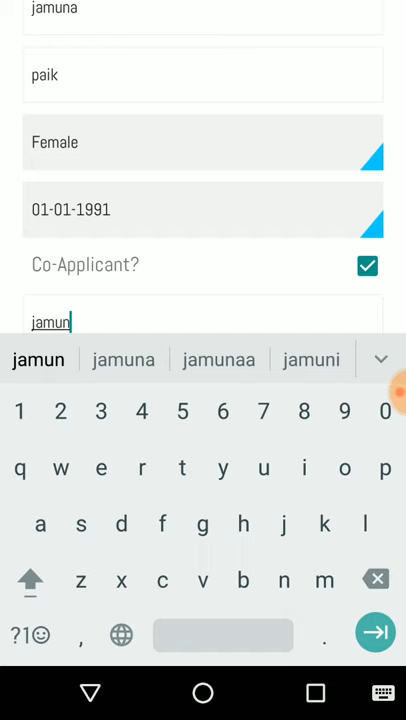 jamuna
paik
Female
01-01-1991
Co-Applicant?
jamun
jamun jamuna jamunaa jamuni
1 2 3 4 5 6 7 8 9 0
q w e r t y u i o p
a s d f g h j k l
z x c v b n m
?1☺ , .